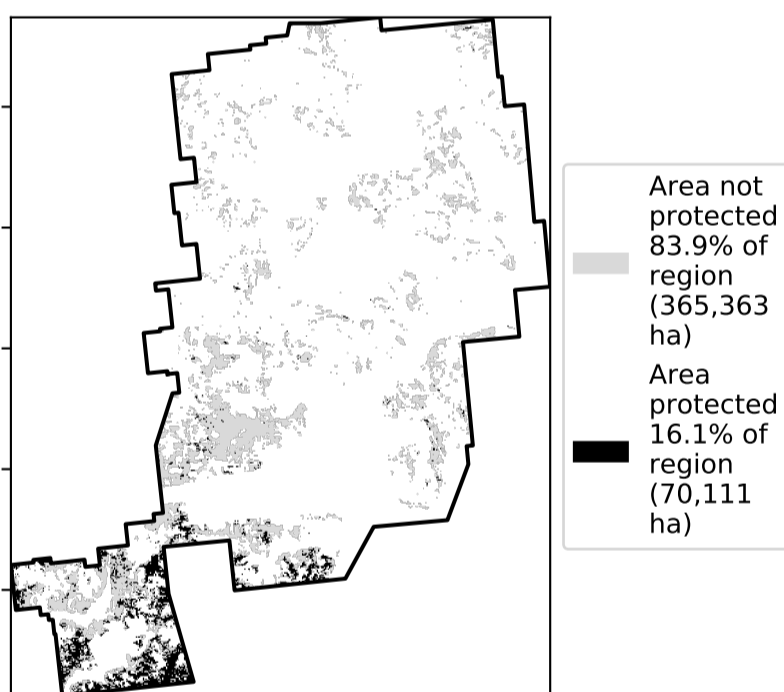 Area not
protected
83.9% of
region
(365,363
ha)
Area
protected
16.1% of
region
(70,111
ha)